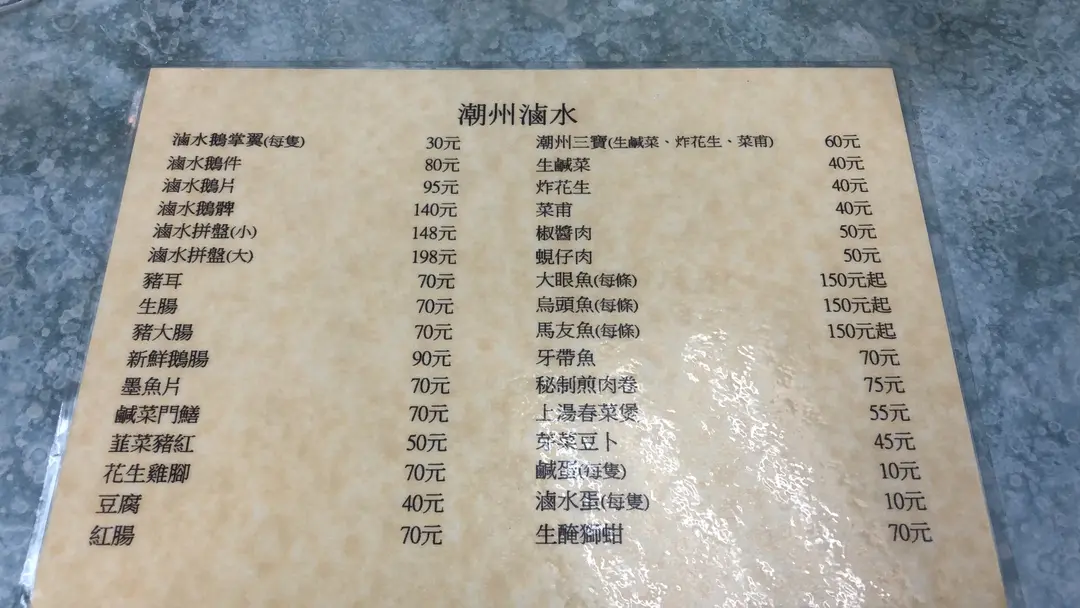 潮州滷水
滷水鵝掌翼(每隻) 30元
滷水鵝件 80元
滷水鵝片 95元
滷水鵝髀 140元
滷水拼盤(小) 148元
滷水拼盤(大) 198元
豬耳 70元
生腸 70元
豬大腸 70元
新鮮鵝腸 90元
墨魚片 70元
鹹菜門鱔 70元
韮菜豬紅 50元
花生雞腳 70元
豆腐 40元
紅腸 70元
潮州三寶(生鹹菜、炸花生、菜甫) 60元
生鹹菜 40元
炸花生 40元
菜甫 40元
椒醬肉 50元
蜆仔肉 50元
大眼魚(每條) 150元起
烏頭魚(每條) 150元起
馬友魚(每條) 150元起
牙帶魚 70元
秘制煎肉卷 75元
上湯春菜煲 55元
芽菜豆卜 45元
鹹蛋(每隻) 10元
滷水蛋(每隻) 10元
生醃獅蚶 70元